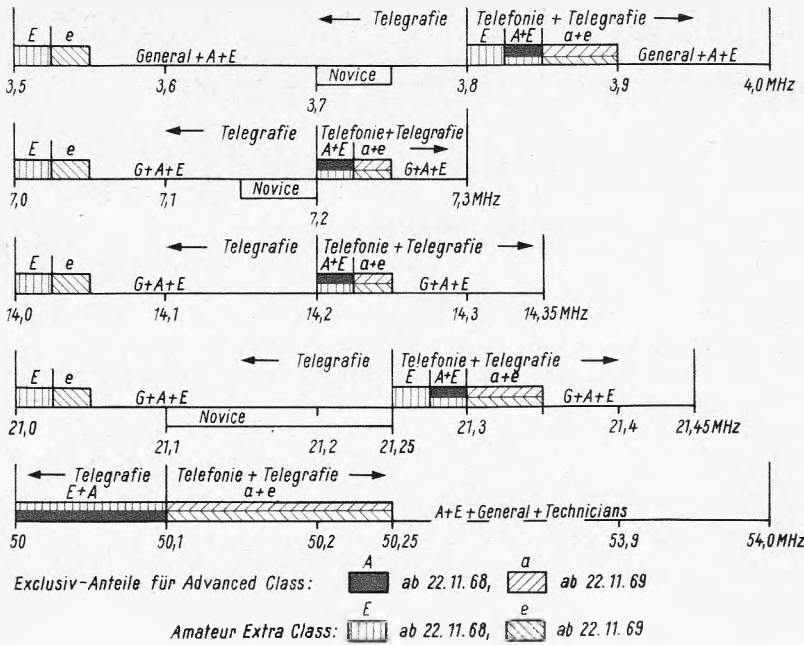 Telegrafie Telefonie + Telegrafie
E e E A+E a+e
General+A+E General+A+E
Novice
3,5 3,6 3,7 3,8 3,9 4,0 MHz
Telegrafie Telefonie+Telegrafie
E e A+E a+e
G+A+E G+A+E
Novice
7,0 7,1 7,2 7,3 MHz
Telegrafie Telefonie + Telegrafie
E e A+E a+e
G+A+E G+A+E
14,0 14,1 14,2 14,3 14,35 MHz
Telegrafie Telefonie + Telegrafie
E e E A+E a+e
G+A+E G+A+E
Novice
21,0 21,1 21,2 21,25 21,3 21,4 21,45 MHz
Telegrafie Telefonie + Telegrafie
E+A a+e
A+E+General+Technicians
50 50,1 50,2 50,25 53,9 54,0 MHz
A a
Exclusiv-Anteile für Advanced Class: ab 22.11.68, ab 22.11.69
E e
Amateur Extra Class: ab 22.11.68, ab 22.11.69